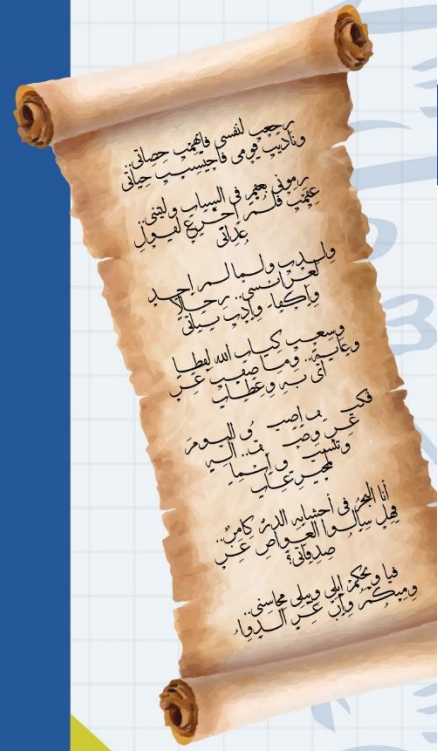 رجعت لنفسي فاتهمت حصاتي..
وناديت قومي فاحتسبت حياتي
رموني بعقم في الشباب وليتني..
عقمت فلم أجزع لقول
عداتي
ولدت ولما لم أجد
لعرائسي.. رجالا
وأكفاء وأدت بناتي
وسعت كتاب الله لفظا
وغاية.. وما ضقت عن
آي به وعظات
اليوم
عن
أنا البحر في أحشائه الدر كامن..
فهل سألوا الغواص عن
صدفاتي؟
فيا ويحكم أبلى وتبلى محاسني..
ومنكم وإن عز الدواء